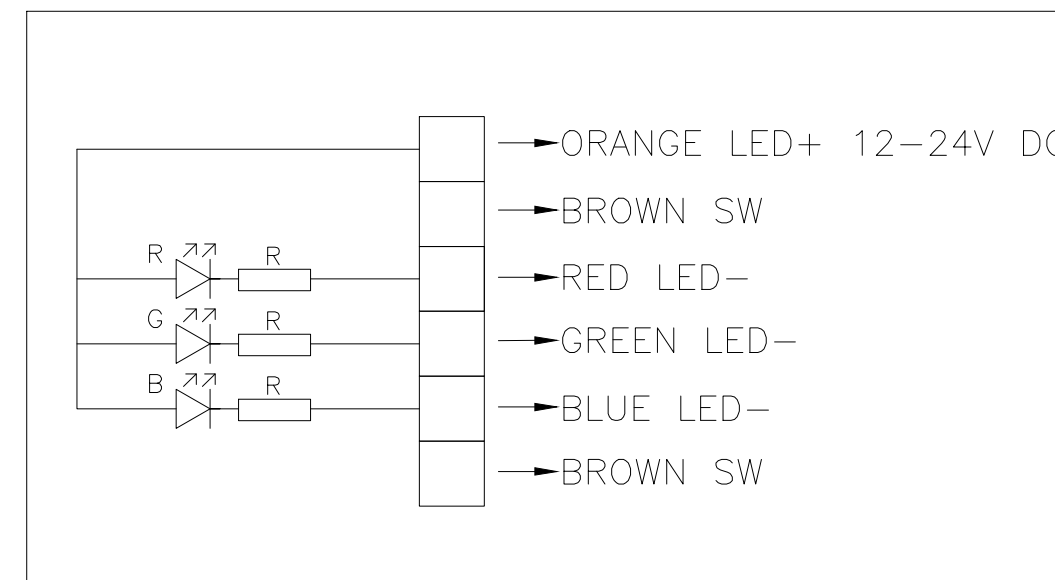 ORANGE LED+ 12-24V DC
BROWN SW
R R
RED LED-
G R
GREEN LED-
B R
BLUE LED-
BROWN SW